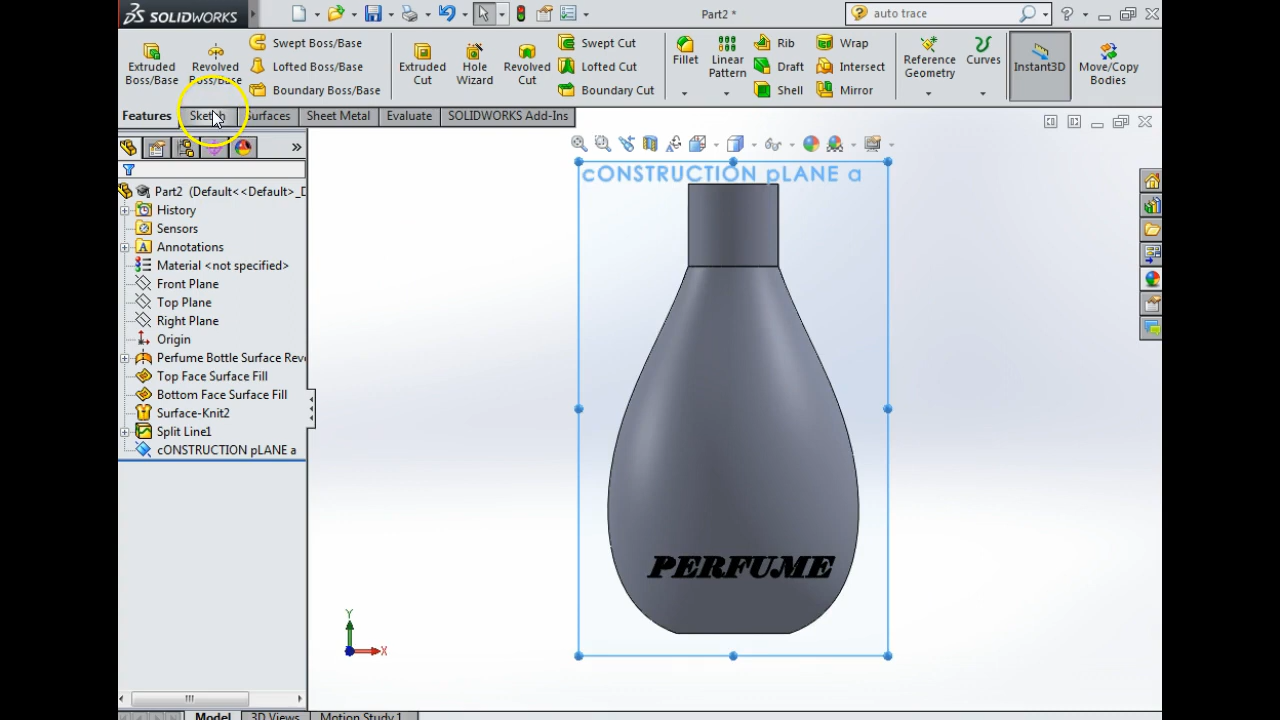 SOLIDWORKS
Part2 *
auto trace
Extruded Boss/Base
Revolved Boss/Base
Swept Boss/Base
Lofted Boss/Base
Boundary Boss/Base
Extruded Cut
Hole Wizard
Revolved Cut
Swept Cut
Lofted Cut
Boundary Cut
Fillet
Linear Pattern
Rib
Draft
Shell
Wrap
Intersect
Mirror
Reference Geometry
Curves
Instant3D
Move/Copy Bodies
Features
Sketch
Surfaces
Sheet Metal
Evaluate
SOLIDWORKS Add-Ins
Part2 (Default<<Default>_D
History
Sensors
Annotations
Material <not specified>
Front Plane
Top Plane
Right Plane
Origin
Perfume Bottle Surface Rev
Top Face Surface Fill
Bottom Face Surface Fill
Surface-Knit2
Split Line1
cONSTRUCTION pLANE a
cONSTRUCTION pLANE a
PERFUME
Y
X
Model
3D Views
Motion Study 1